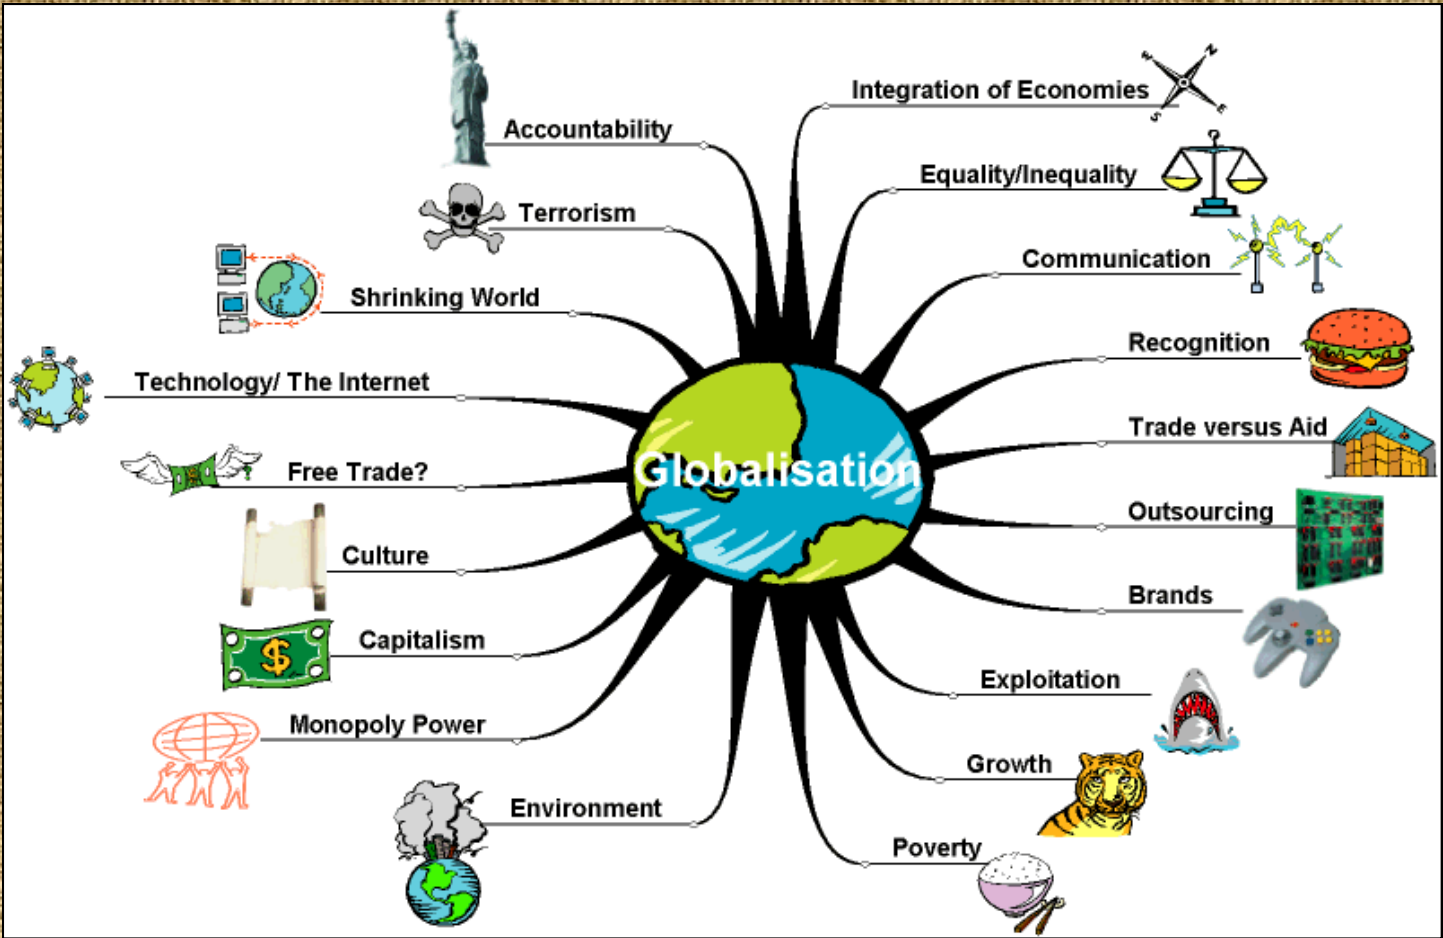 Globalisation
Integration of Economies
Equality/Inequality
Communication
Recognition
Trade versus Aid
Outsourcing
Brands
Exploitation
Growth
Poverty
Environment
Monopoly Power
Capitalism
Culture
Free Trade?
Technology/ The Internet
Shrinking World
Terrorism
Accountability
N
W
E
S
$
?